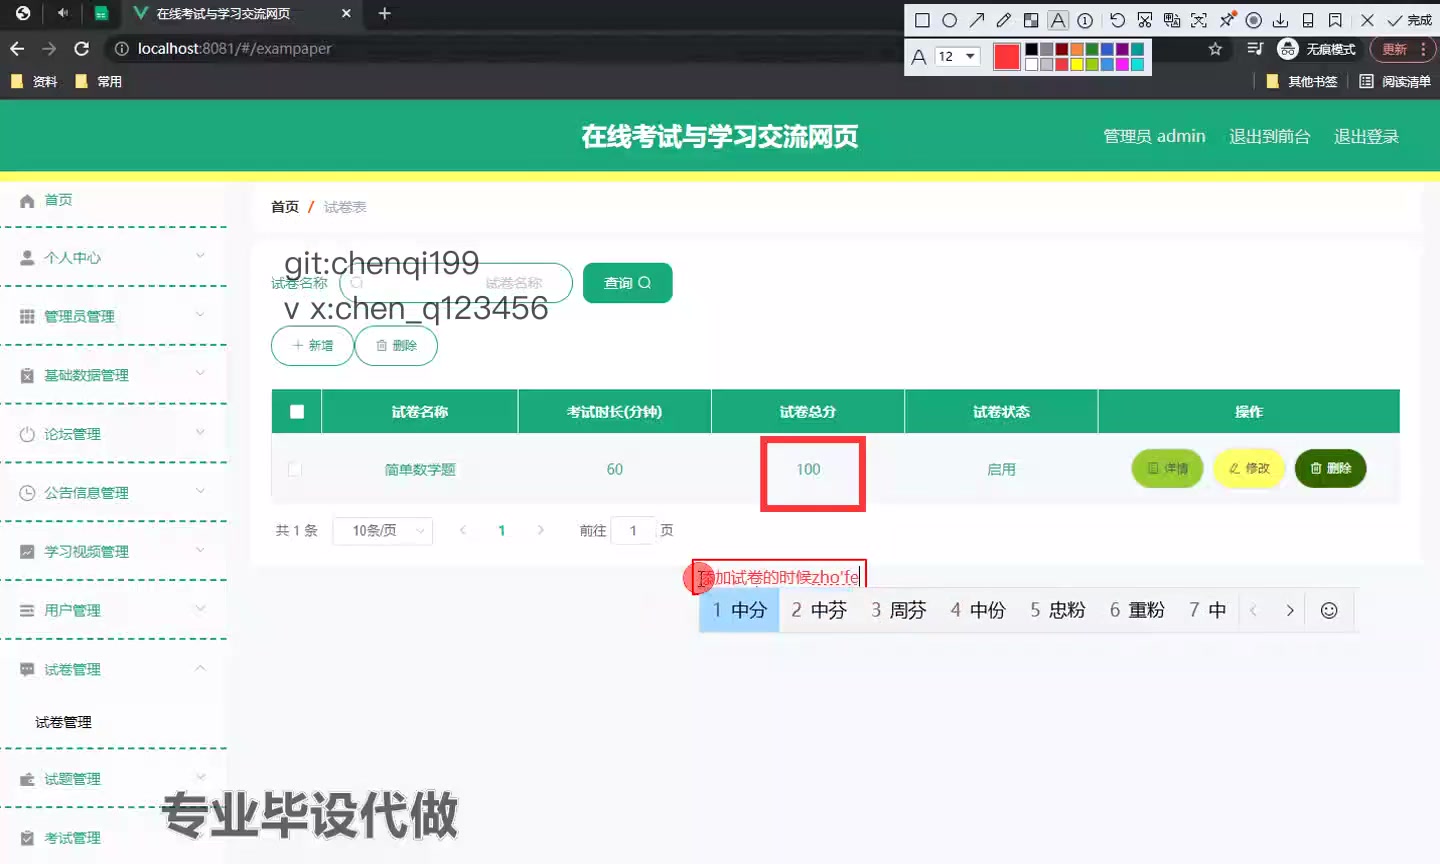 在线考试与学习交流网页
localhost:8081/#/exampaper
12
完成
无痕模式
更新
资料
常用
其他书签
阅读清单
在线考试与学习交流网页
管理员 admin
退出到前台
退出登录
首页
个人中心
管理员管理
基础数据管理
论坛管理
公告信息管理
学习视频管理
用户管理
试卷管理
试卷管理
试题管理
考试管理
首页 / 试卷表
git:chenqi199
试卷名称 试卷名称 查询
v x:chen_q123456
新增 删除
试卷名称 考试时长(分钟) 试卷总分 试卷状态 操作
简单数学题 60 100 启用 详情 修改 删除
共 1 条 10条/页 1 前往 1 页
添加试卷的时候zho'fe
1 中分 2 中芬 3 周芬 4 中份 5 忠粉 6 重粉 7 中
专业毕设代做